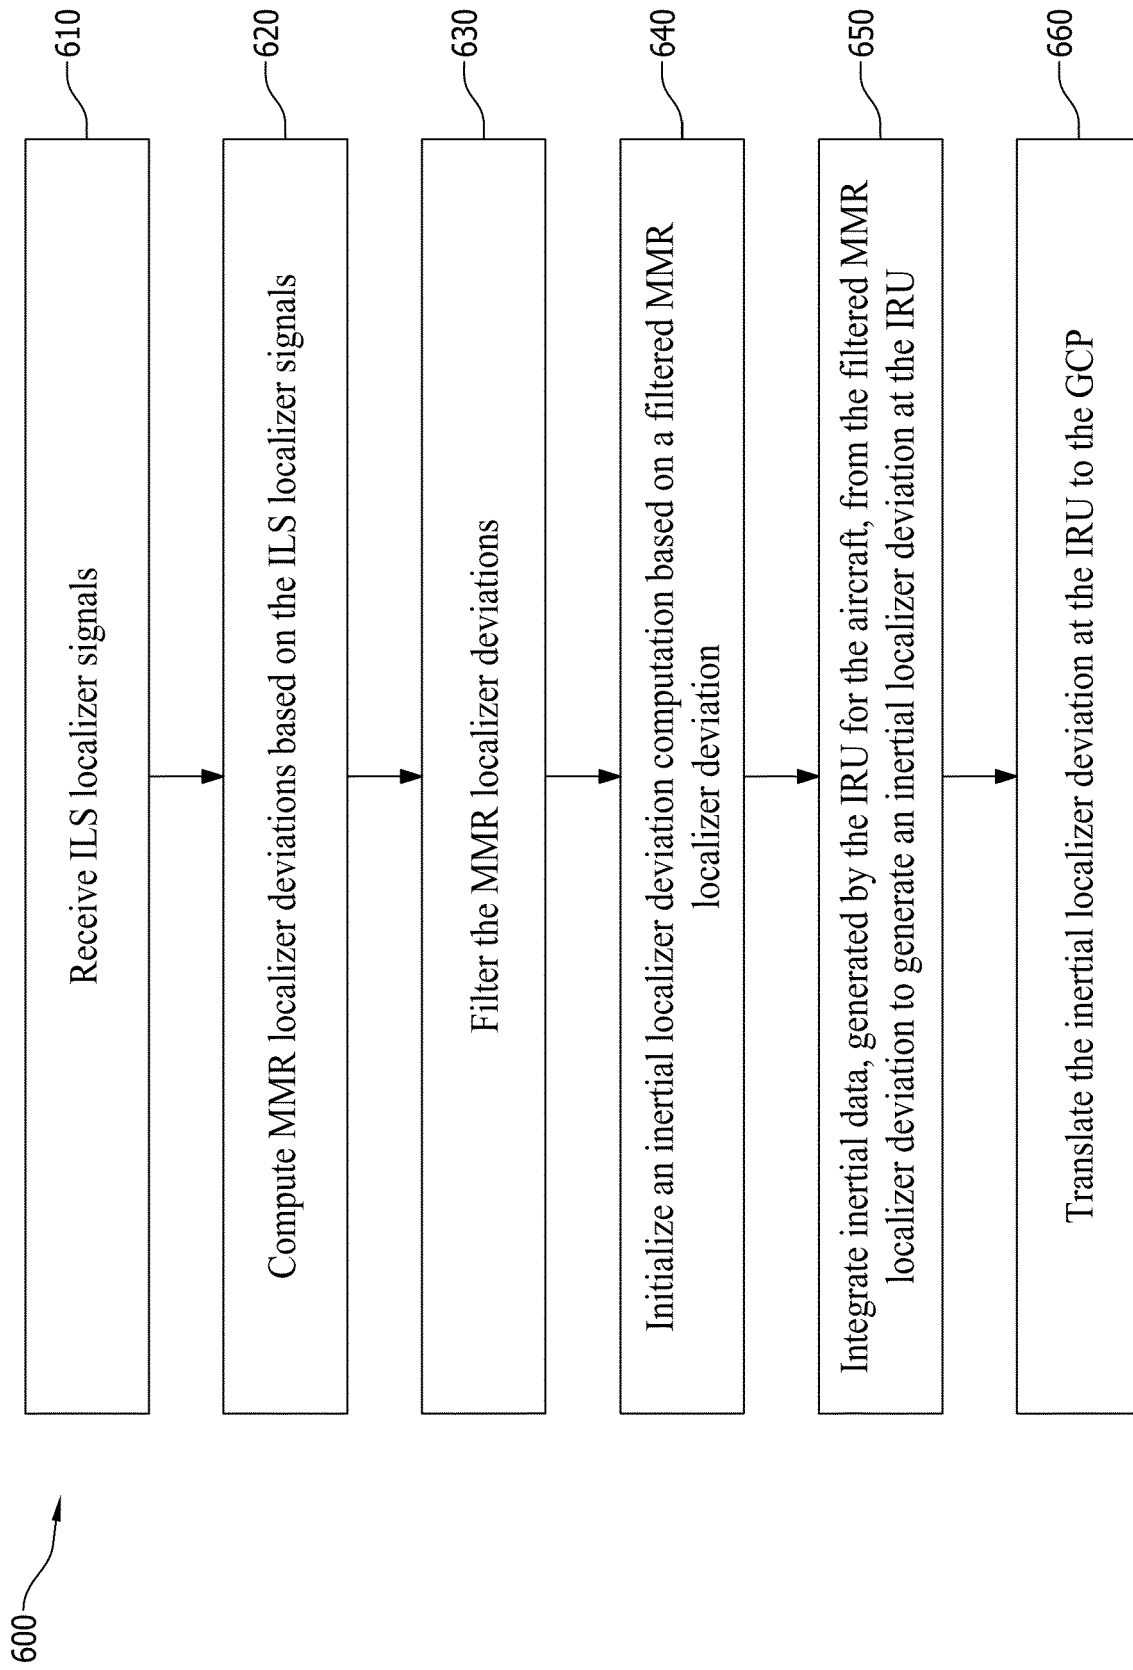 600
Receive ILS localizer signals
610
Compute MMR localizer deviations based on the ILS localizer signals
620
Filter the MMR localizer deviations
630
Initialize an inertial localizer deviation computation based on a filtered MMR
localizer deviation
640
Integrate inertial data, generated by the IRU for the aircraft, from the filtered MMR
localizer deviation to generate an inertial localizer deviation at the IRU
650
Translate the inertial localizer deviation at the IRU to the GCP
660